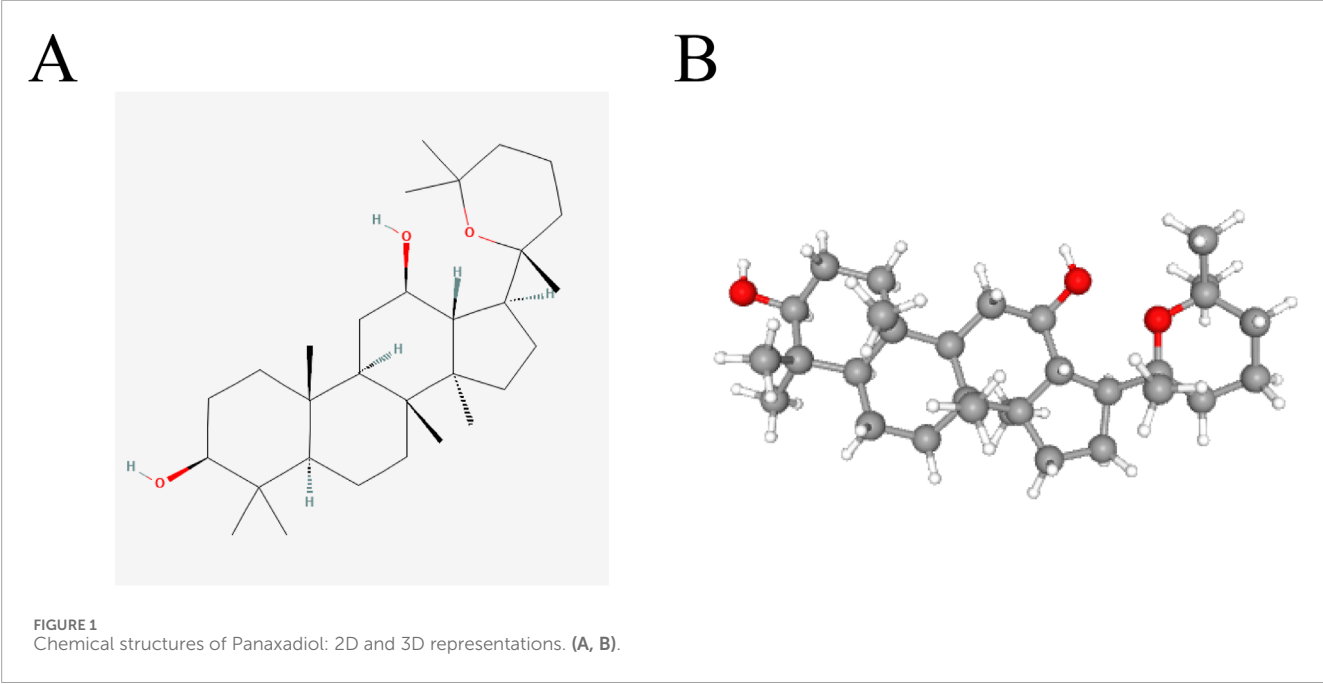 A
B
H
O
H
O
H
H
H
H
O
H
FIGURE 1
Chemical structures of Panaxadiol: 2D and 3D representations. (A, B).